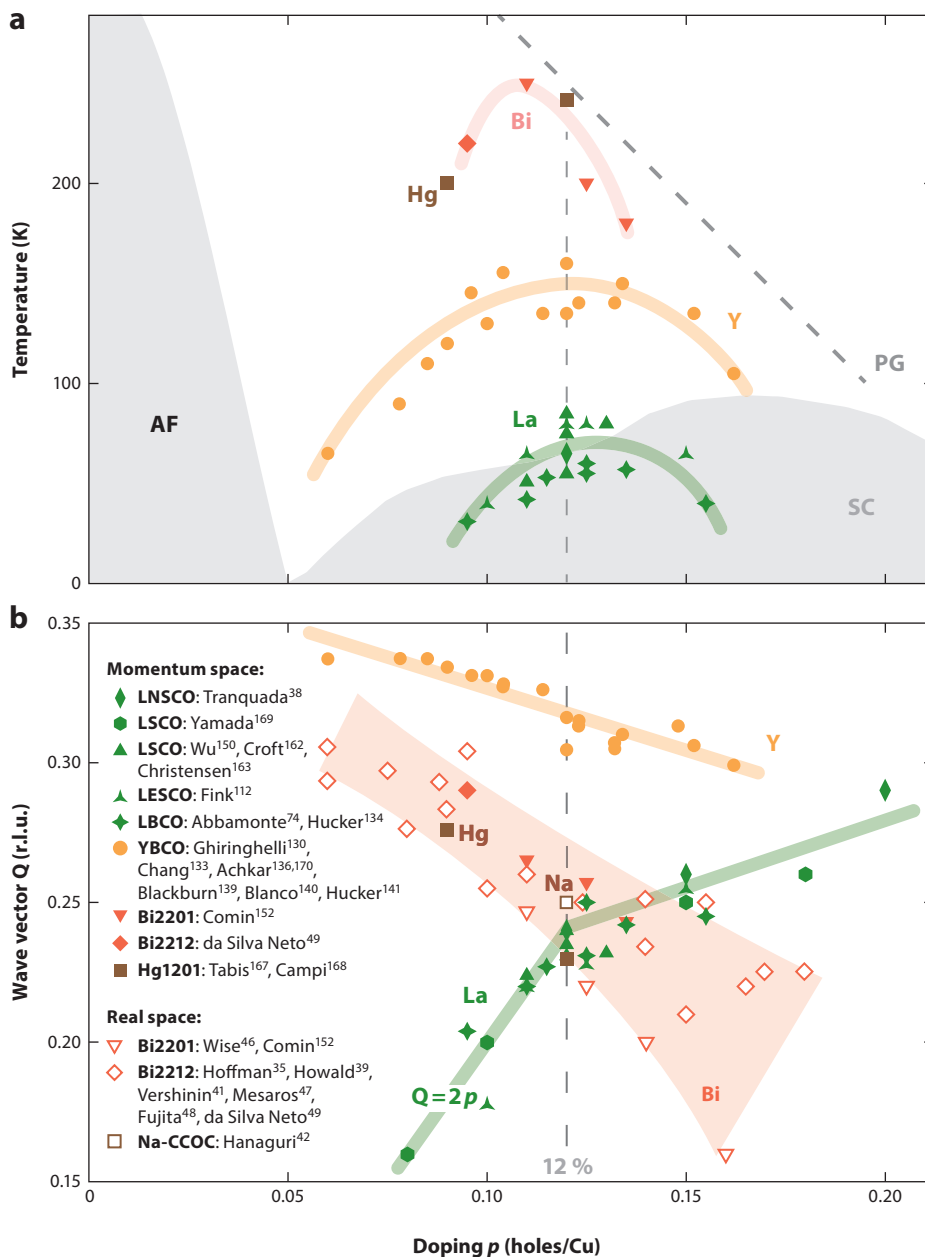 a
Temperature (K)
200
100
0
Bi
Hg
Y
PG
AF
La
SC
b
Wave vector Q (r.l.u.)
0.35
0.30
0.25
0.20
0.15
Momentum space:
LNSCO: Tranquada38
LSCO: Yamada169
LSCO: Wu150, Croft162,
Christensen163
LESCO: Fink112
LBCO: Abbamonte74, Hucker134
YBCO: Ghiringhelli130,
Chang133, Achkar136,170,
Blackburn139, Blanco140, Hucker141
Bi2201: Comin152
Bi2212: da Silva Neto49
Hg1201: Tabis167, Campi168
Real space:
Bi2201: Wise46, Comin152
Bi2212: Hoffman35, Howald39,
Vershinin41, Mesaros47,
Fujita48, da Silva Neto49
Na-CCOC: Hanaguri42
Y
Hg
Na
La
Q = 2p
Bi
12 %
0
0.05
0.10
0.15
0.20
Doping p (holes/Cu)